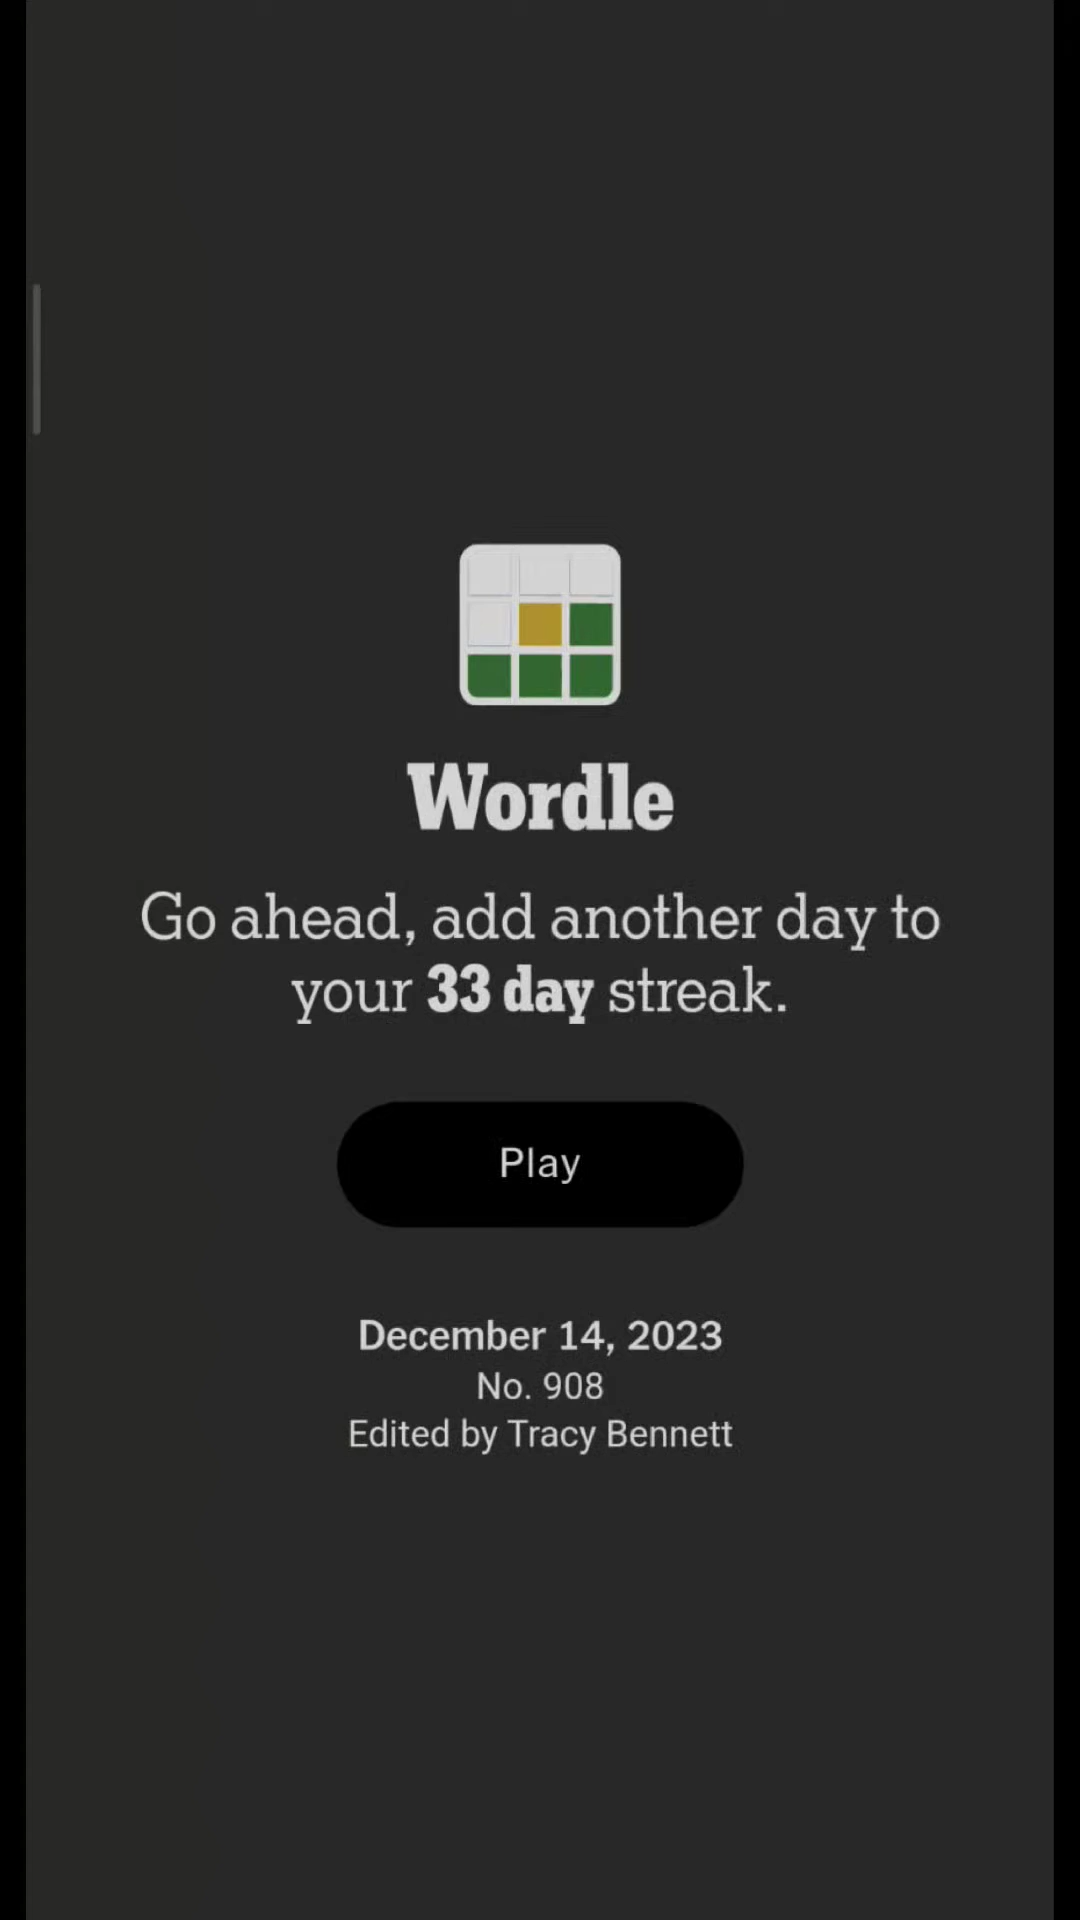 Wordle
Go ahead, add another day to
your 33 day streak.
Play
December 14, 2023
No. 908
Edited by Tracy Bennett